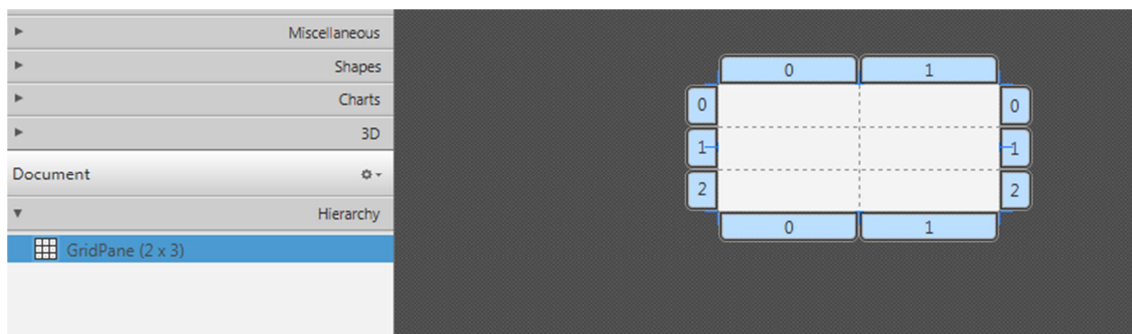 Miscellaneous
Shapes
Charts
3D
Document
Hierarchy
GridPane (2 x 3)
0 1
0 0
1 1
2 2
0 1